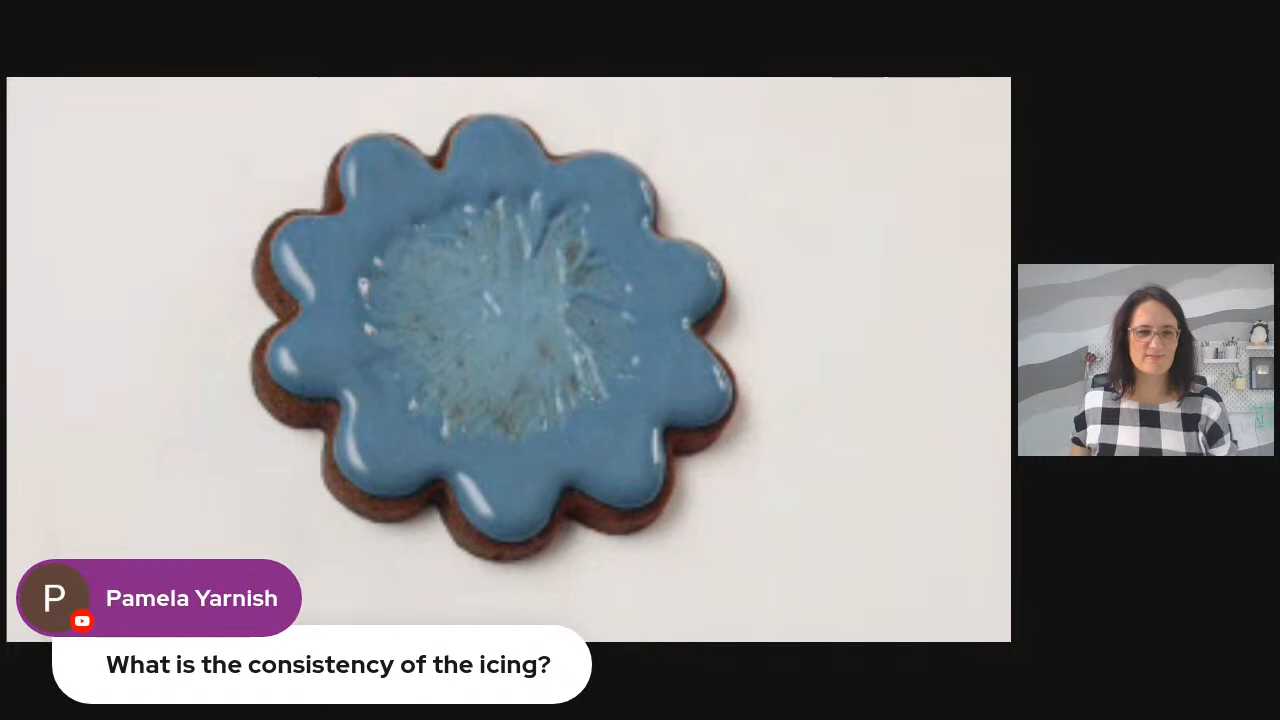 P
Pamela Yarnish
What is the consistency of the icing?